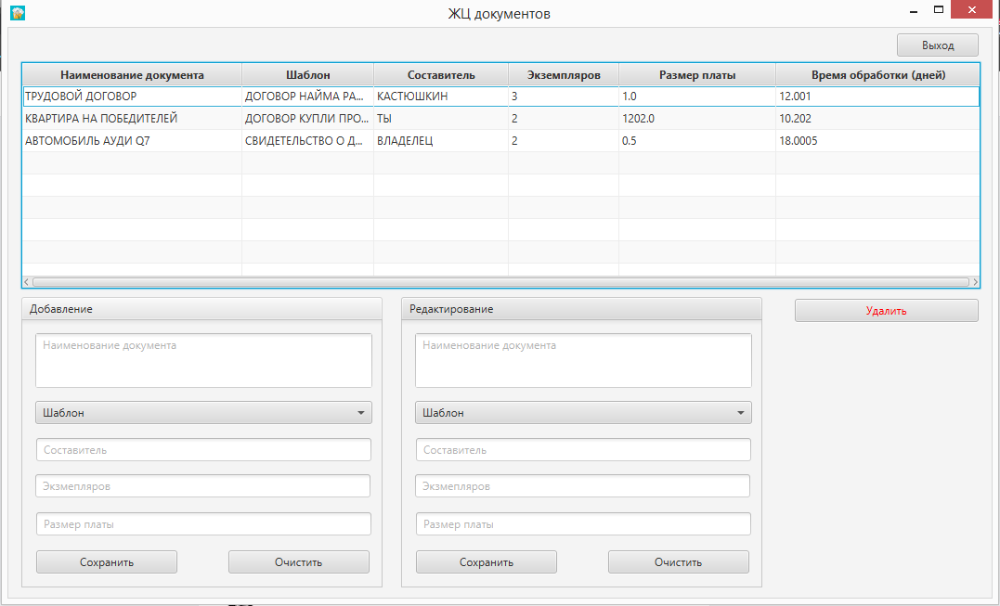 ЖЦ документов
Выход
Наименование документа Шаблон Составитель Экземпляров Размер платы Время обработки (дней)
ТРУДОВОЙ ДОГОВОР ДОГОВОР НАЙМА РА... КАСТЮШКИН 3 1.0 12.001
КВАРТИРА НА ПОБЕДИТЕЛЕЙ ДОГОВОР КУПЛИ ПРО... ТЫ 2 1202.0 10.202
АВТОМОБИЛЬ АУДИ Q7 СВИДЕТЕЛЬСТВО О Д... ВЛАДЕЛЕЦ 2 0.5 18.0005
Добавление
Наименование документа
Шаблон
Составитель
Экзмепляров
Размер платы
Сохранить Очистить
Редактирование
Наименование документа
Шаблон
Составитель
Экзмепляров
Размер платы
Сохранить Очистить
Удалить